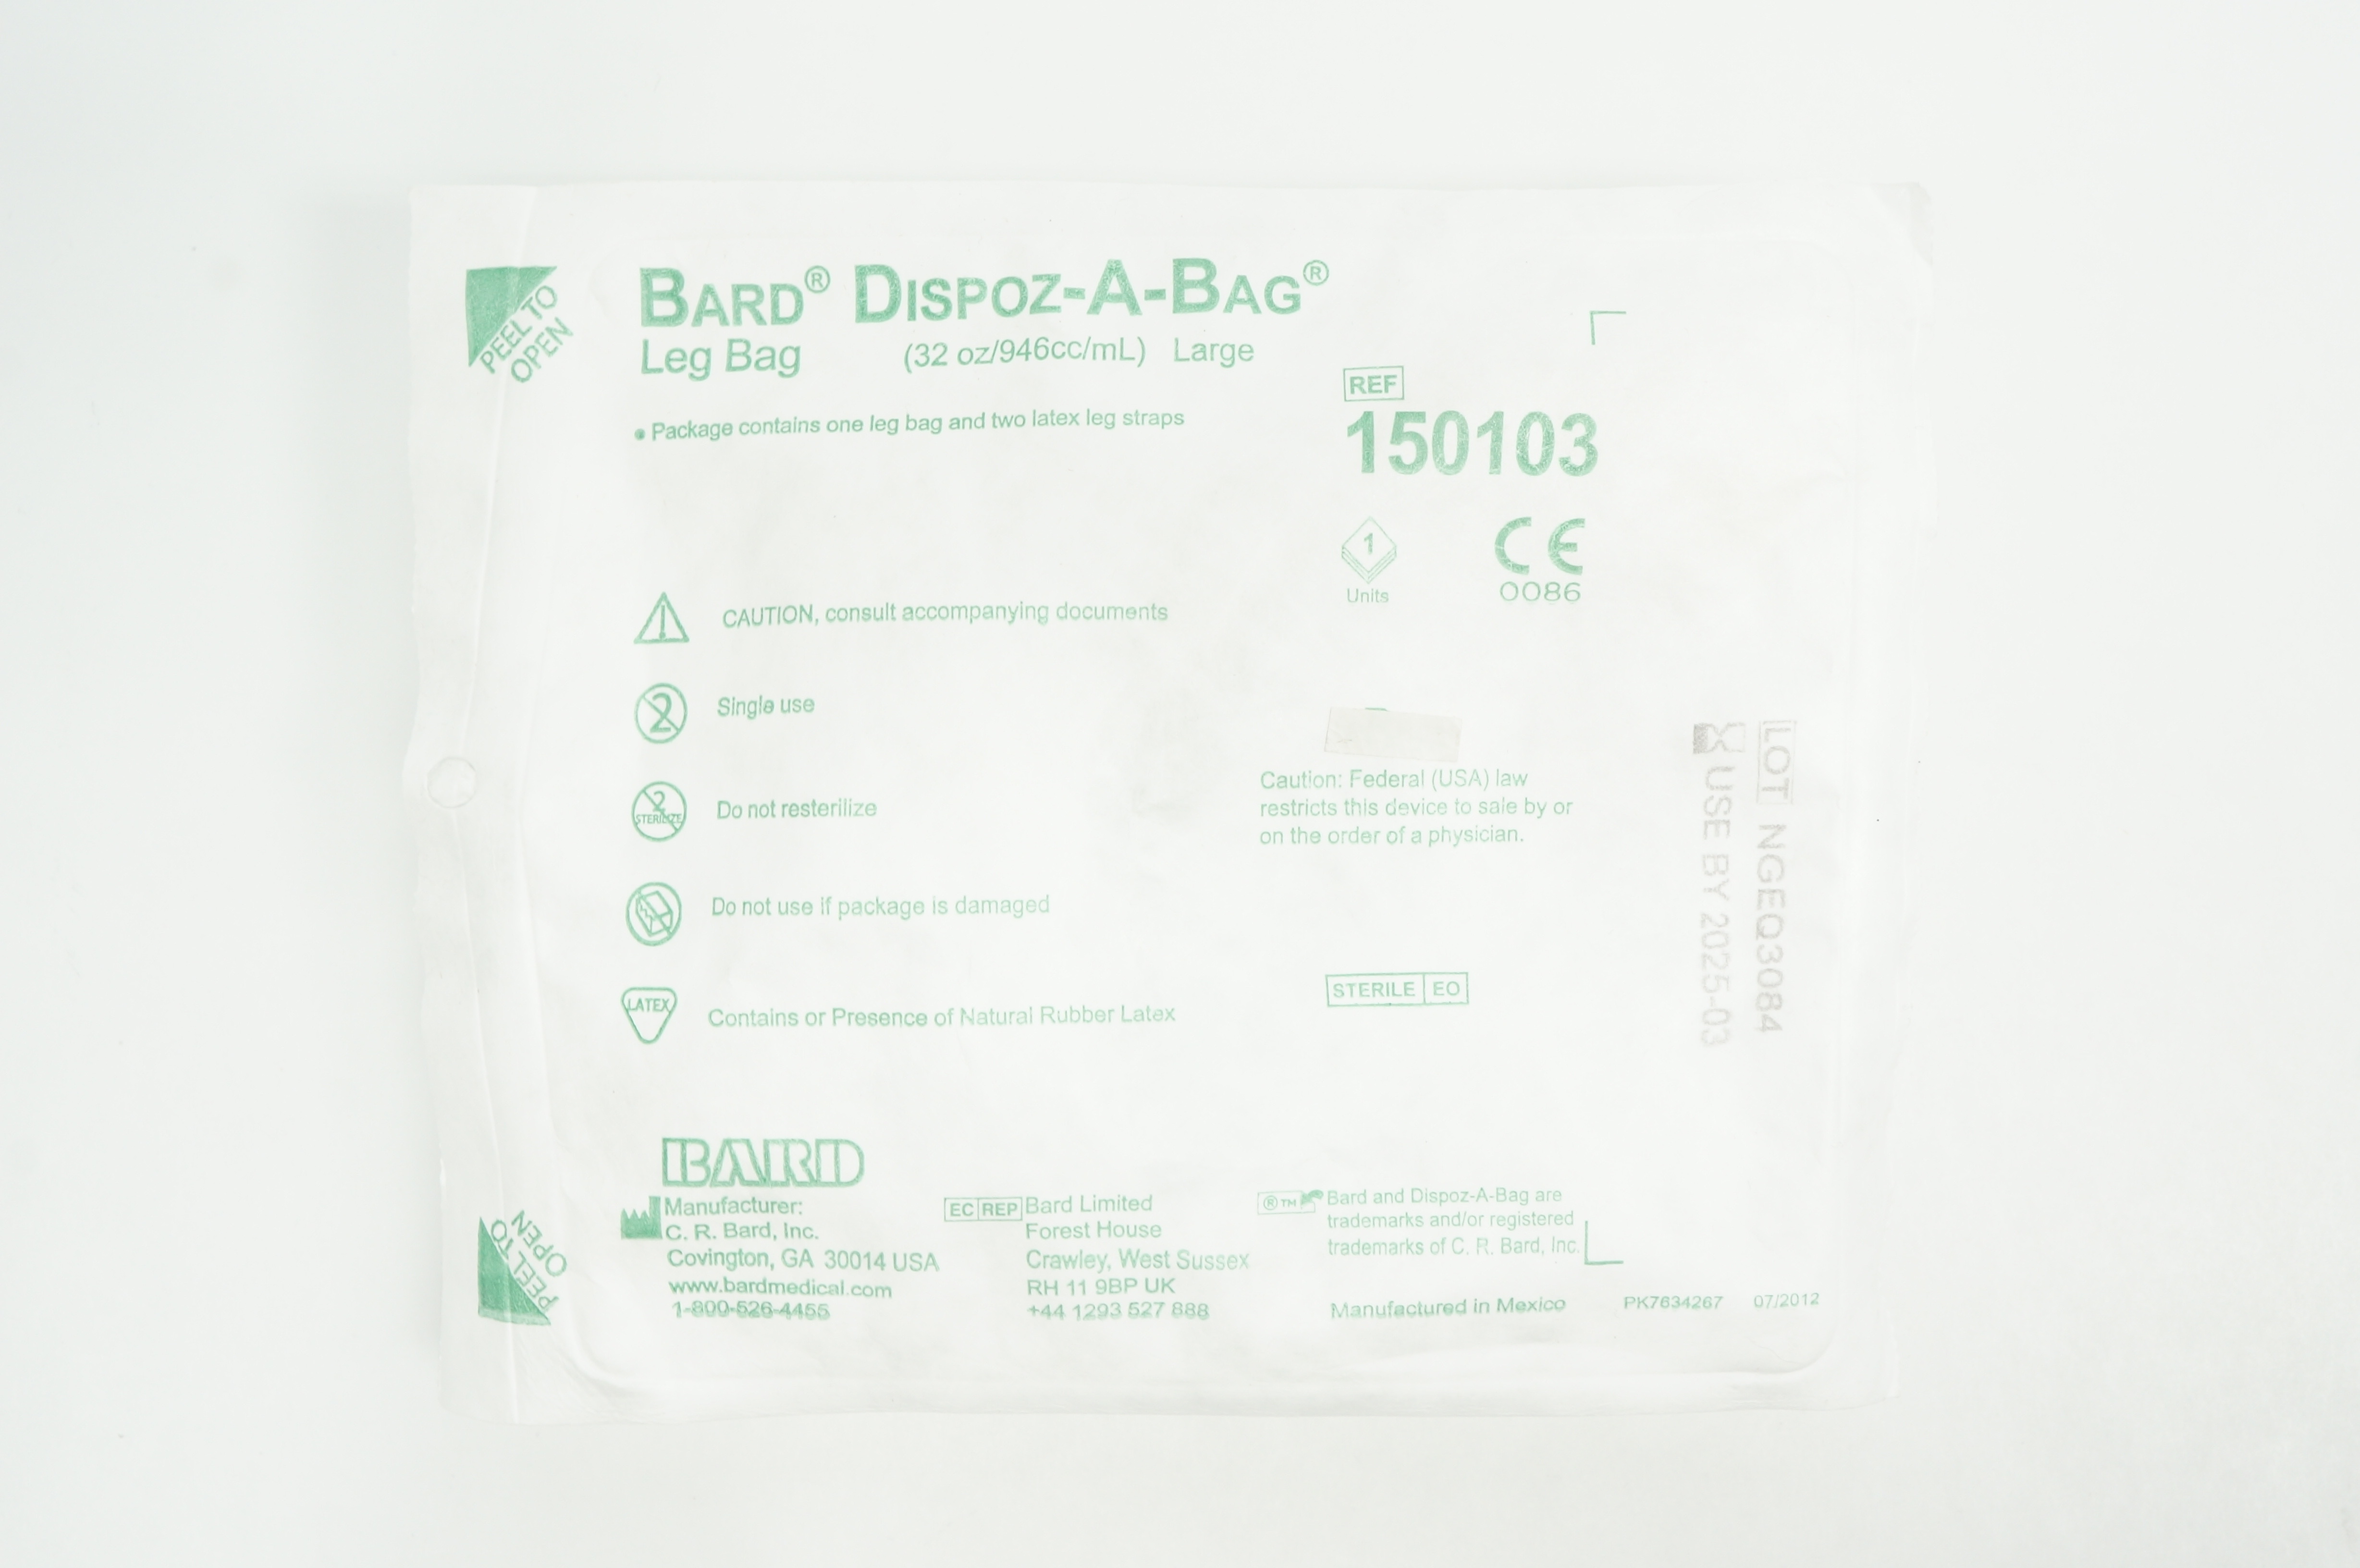 PEEL TO
OPEN
BARD® DISPOZ-A-BAG®
Leg Bag (32 oz/946cc/mL) Large
• Package contains one leg bag and two latex leg straps
REF
150103
1
Units
CE
0086
CAUTION, consult accompanying documents
2
Single use
2
STERILIZE
Do not resterilize
Do not use if package is damaged
LATEX
Contains or Presence of Natural Rubber Latex
Caution: Federal (USA) law
restricts this device to sale by or
on the order of a physician.
STERILE EO
LOT NGEQ3084
USE BY 2025-03
BARD
Manufacturer:
C. R. Bard, Inc.
Covington, GA 30014 USA
www.bardmedical.com
1-800-526-4455
EC REP Bard Limited
Forest House
Crawley, West Sussex
RH 11 9BP UK
+44 1293 527 888
®™ Bard and Dispoz-A-Bag are
trademarks and/or registered
trademarks of C. R. Bard, Inc.
Manufactured in Mexico
PK7634267 07/2012
PEEL TO
OPEN